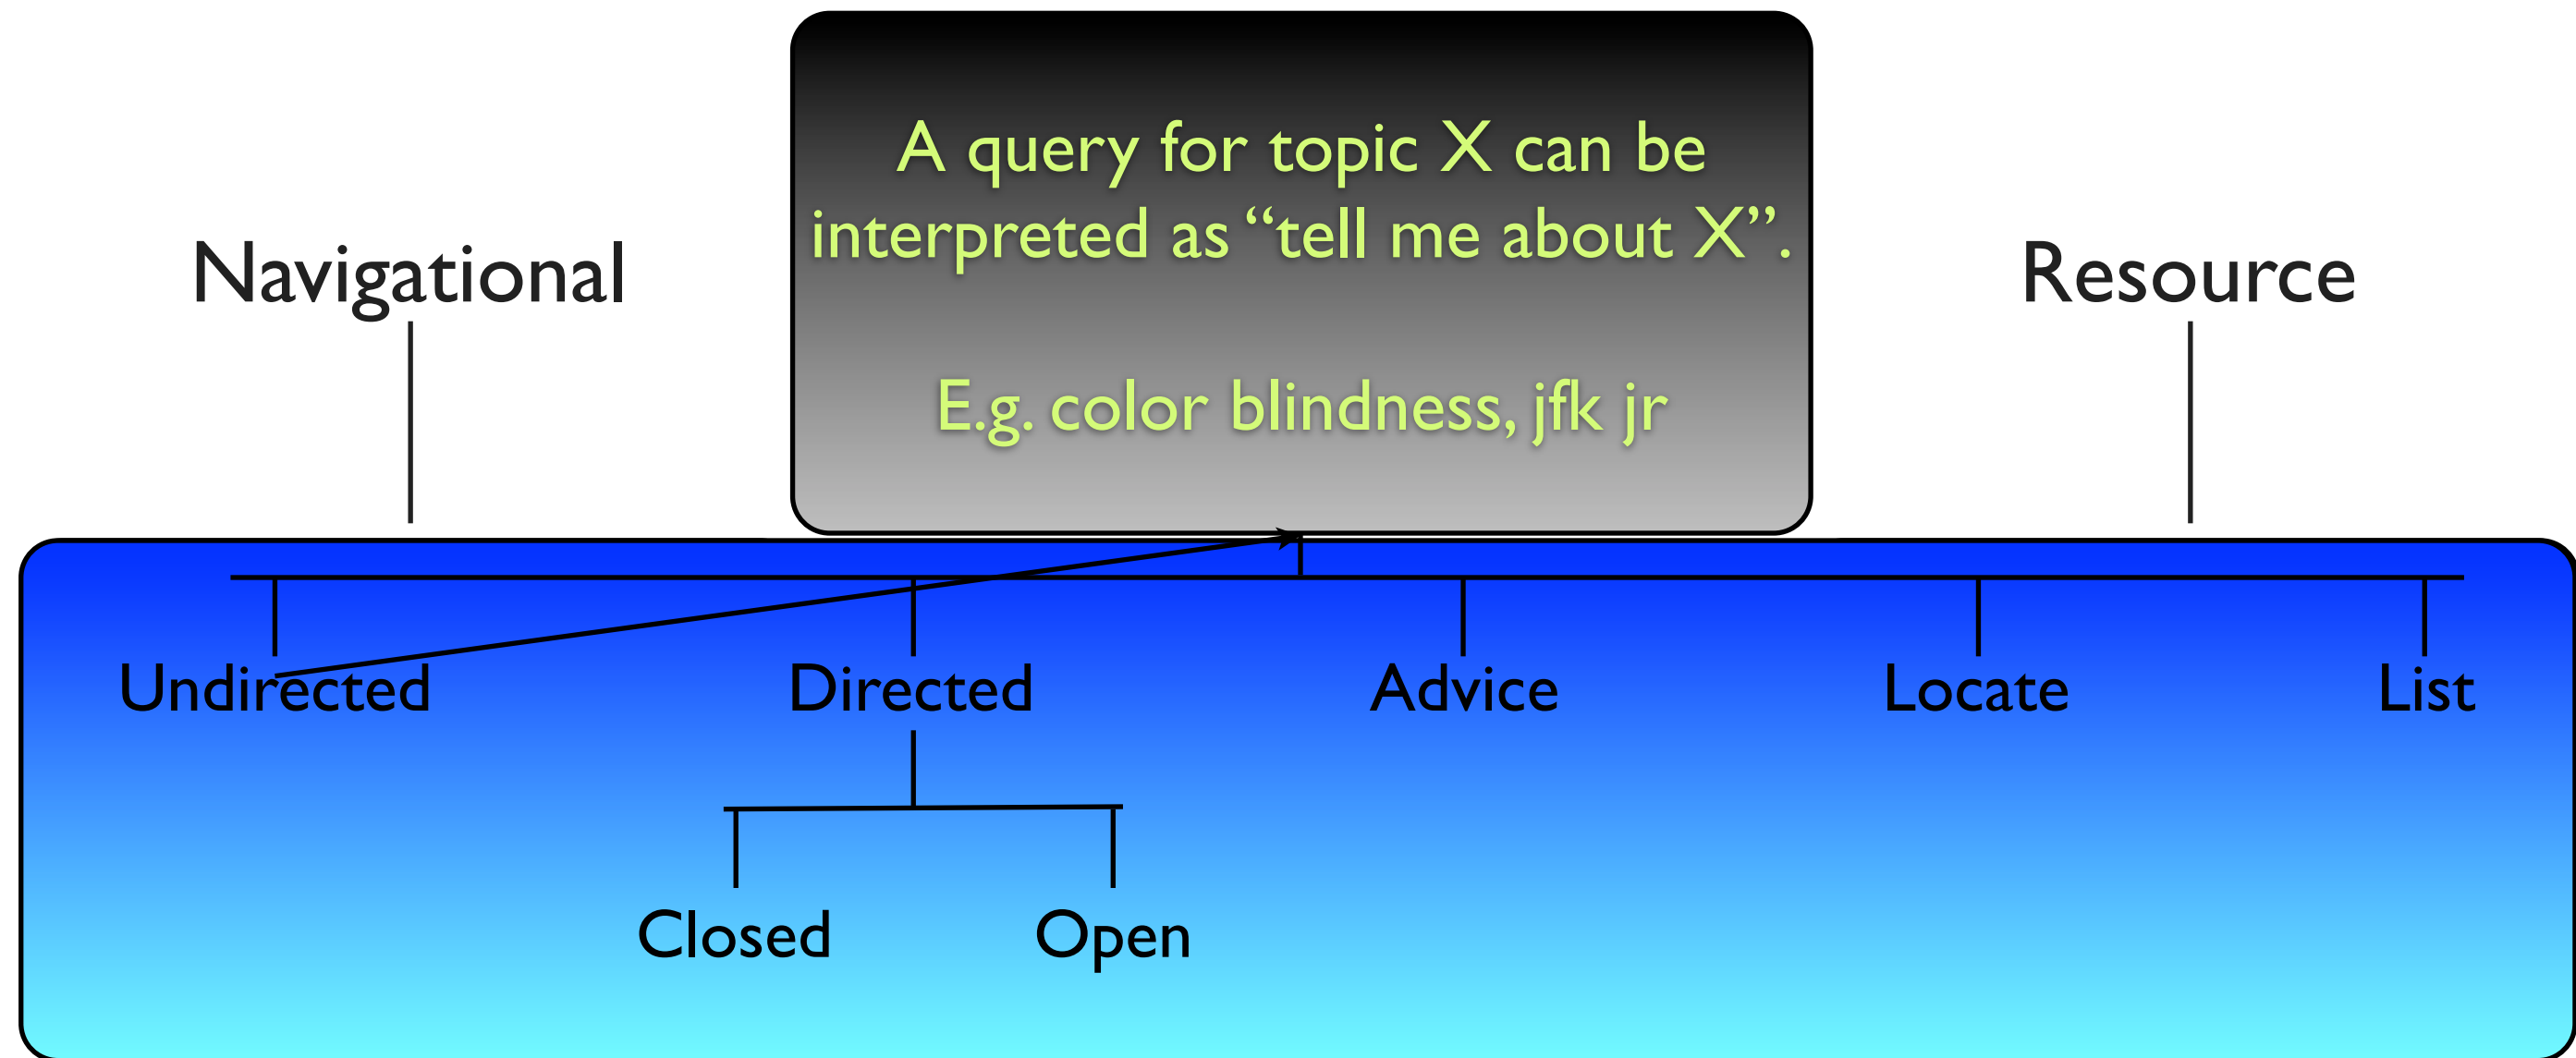 A query for topic X can be
interpreted as “tell me about X”.
E.g. color blindness, jfk jr
Navigational
Resource
Undirected
Directed
Advice
Locate
List
Closed
Open